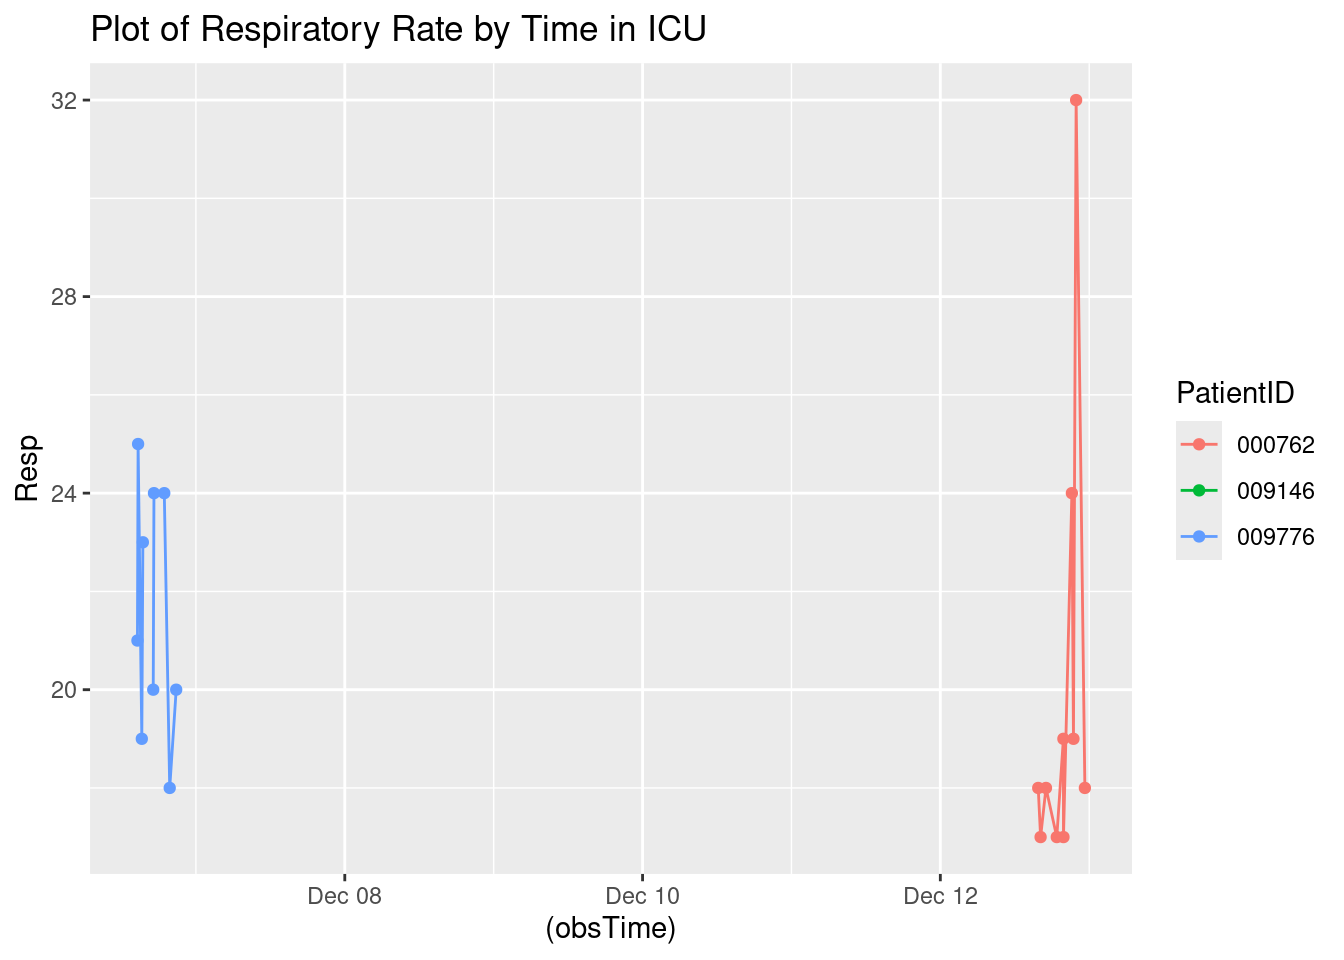 Plot of Respiratory Rate by Time in ICU
32
28
24
20
Resp
Dec 08
Dec 10
Dec 12
(obsTime)
PatientID
000762
009146
009776